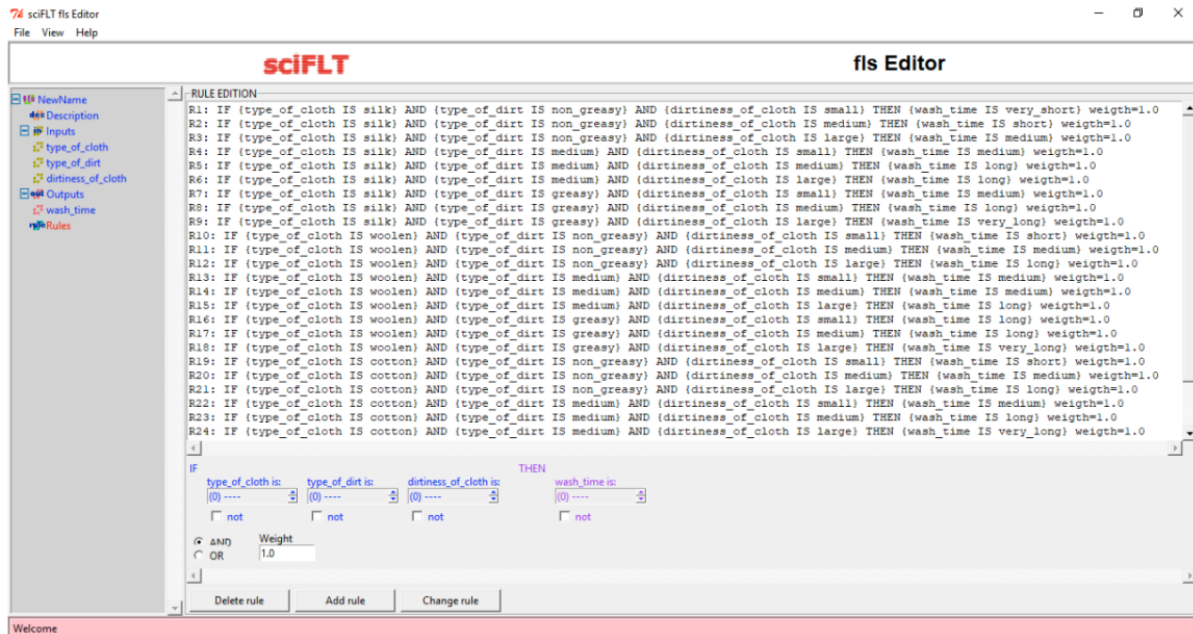 sciFLT fls Editor
File View Help
sciFLT fls Editor
NewName
Description
Inputs
type_of_cloth
type_of_dirt
dirtiness_of_cloth
Outputs
wash_time
Rules
RULE EDITION
R1: IF {type_of_cloth IS silk} AND {type_of_dirt IS non_greasy} AND {dirtiness_of_cloth IS small} THEN {wash_time IS very_short} weigth=1.0
R2: IF {type_of_cloth IS silk} AND {type_of_dirt IS non_greasy} AND {dirtiness_of_cloth IS medium} THEN {wash_time IS short} weigth=1.0
R3: IF {type_of_cloth IS silk} AND {type_of_dirt IS non_greasy} AND {dirtiness_of_cloth IS large} THEN {wash_time IS medium} weigth=1.0
R4: IF {type_of_cloth IS silk} AND {type_of_dirt IS medium} AND {dirtiness_of_cloth IS small} THEN {wash_time IS medium} weigth=1.0
R5: IF {type_of_cloth IS silk} AND {type_of_dirt IS medium} AND {dirtiness_of_cloth IS medium} THEN {wash_time IS long} weigth=1.0
R6: IF {type_of_cloth IS silk} AND {type_of_dirt IS medium} AND {dirtiness_of_cloth IS large} THEN {wash_time IS long} weigth=1.0
R7: IF {type_of_cloth IS silk} AND {type_of_dirt IS greasy} AND {dirtiness_of_cloth IS small} THEN {wash_time IS medium} weigth=1.0
R8: IF {type_of_cloth IS silk} AND {type_of_dirt IS greasy} AND {dirtiness_of_cloth IS medium} THEN {wash_time IS long} weigth=1.0
R9: IF {type_of_cloth IS silk} AND {type_of_dirt IS greasy} AND {dirtiness_of_cloth IS large} THEN {wash_time IS very_long} weigth=1.0
R10: IF {type_of_cloth IS woolen} AND {type_of_dirt IS non_greasy} AND {dirtiness_of_cloth IS small} THEN {wash_time IS short} weigth=1.0
R11: IF {type_of_cloth IS woolen} AND {type_of_dirt IS non_greasy} AND {dirtiness_of_cloth IS medium} THEN {wash_time IS medium} weigth=1.0
R12: IF {type_of_cloth IS woolen} AND {type_of_dirt IS non_greasy} AND {dirtiness_of_cloth IS large} THEN {wash_time IS long} weigth=1.0
R13: IF {type_of_cloth IS woolen} AND {type_of_dirt IS medium} AND {dirtiness_of_cloth IS small} THEN {wash_time IS medium} weigth=1.0
R14: IF {type_of_cloth IS woolen} AND {type_of_dirt IS medium} AND {dirtiness_of_cloth IS medium} THEN {wash_time IS medium} weigth=1.0
R15: IF {type_of_cloth IS woolen} AND {type_of_dirt IS medium} AND {dirtiness_of_cloth IS large} THEN {wash_time IS long} weigth=1.0
R16: IF {type_of_cloth IS woolen} AND {type_of_dirt IS greasy} AND {dirtiness_of_cloth IS small} THEN {wash_time IS long} weigth=1.0
R17: IF {type_of_cloth IS woolen} AND {type_of_dirt IS greasy} AND {dirtiness_of_cloth IS medium} THEN {wash_time IS long} weigth=1.0
R18: IF {type_of_cloth IS woolen} AND {type_of_dirt IS greasy} AND {dirtiness_of_cloth IS large} THEN {wash_time IS very_long} weigth=1.0
R19: IF {type_of_cloth IS cotton} AND {type_of_dirt IS non_greasy} AND {dirtiness_of_cloth IS small} THEN {wash_time IS short} weigth=1.0
R20: IF {type_of_cloth IS cotton} AND {type_of_dirt IS non_greasy} AND {dirtiness_of_cloth IS medium} THEN {wash_time IS medium} weigth=1.0
R21: IF {type_of_cloth IS cotton} AND {type_of_dirt IS non_greasy} AND {dirtiness_of_cloth IS large} THEN {wash_time IS long} weigth=1.0
R22: IF {type_of_cloth IS cotton} AND {type_of_dirt IS medium} AND {dirtiness_of_cloth IS small} THEN {wash_time IS medium} weigth=1.0
R23: IF {type_of_cloth IS cotton} AND {type_of_dirt IS medium} AND {dirtiness_of_cloth IS medium} THEN {wash_time IS long} weigth=1.0
R24: IF {type_of_cloth IS cotton} AND {type_of_dirt IS medium} AND {dirtiness_of_cloth IS large} THEN {wash_time IS very_long} weigth=1.0
IF THEN
type_of_cloth is: type_of_dirt is: dirtiness_of_cloth is: wash_time is:
(0) ---- (0) ---- (0) ---- (0) ----
not not not not
AND Weight
OR 1.0
Delete rule Add rule Change rule
Welcome